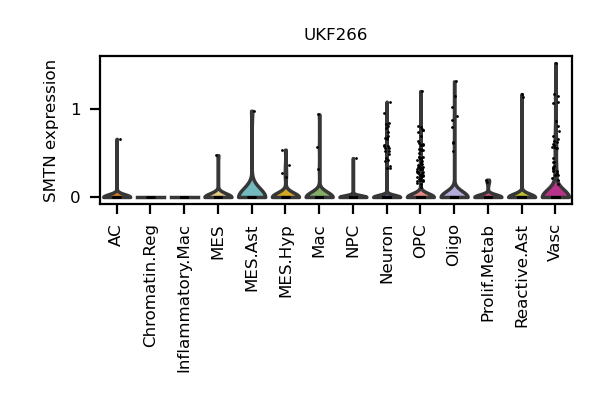 UKF266
SMTN expression
1
0
AC
Chromatin.Reg
Inflammatory.Mac
MES
MES.Ast
MES.Hyp
Mac
NPC
Neuron
OPC
Oligo
Prolif.Metab
Reactive.Ast
Vasc